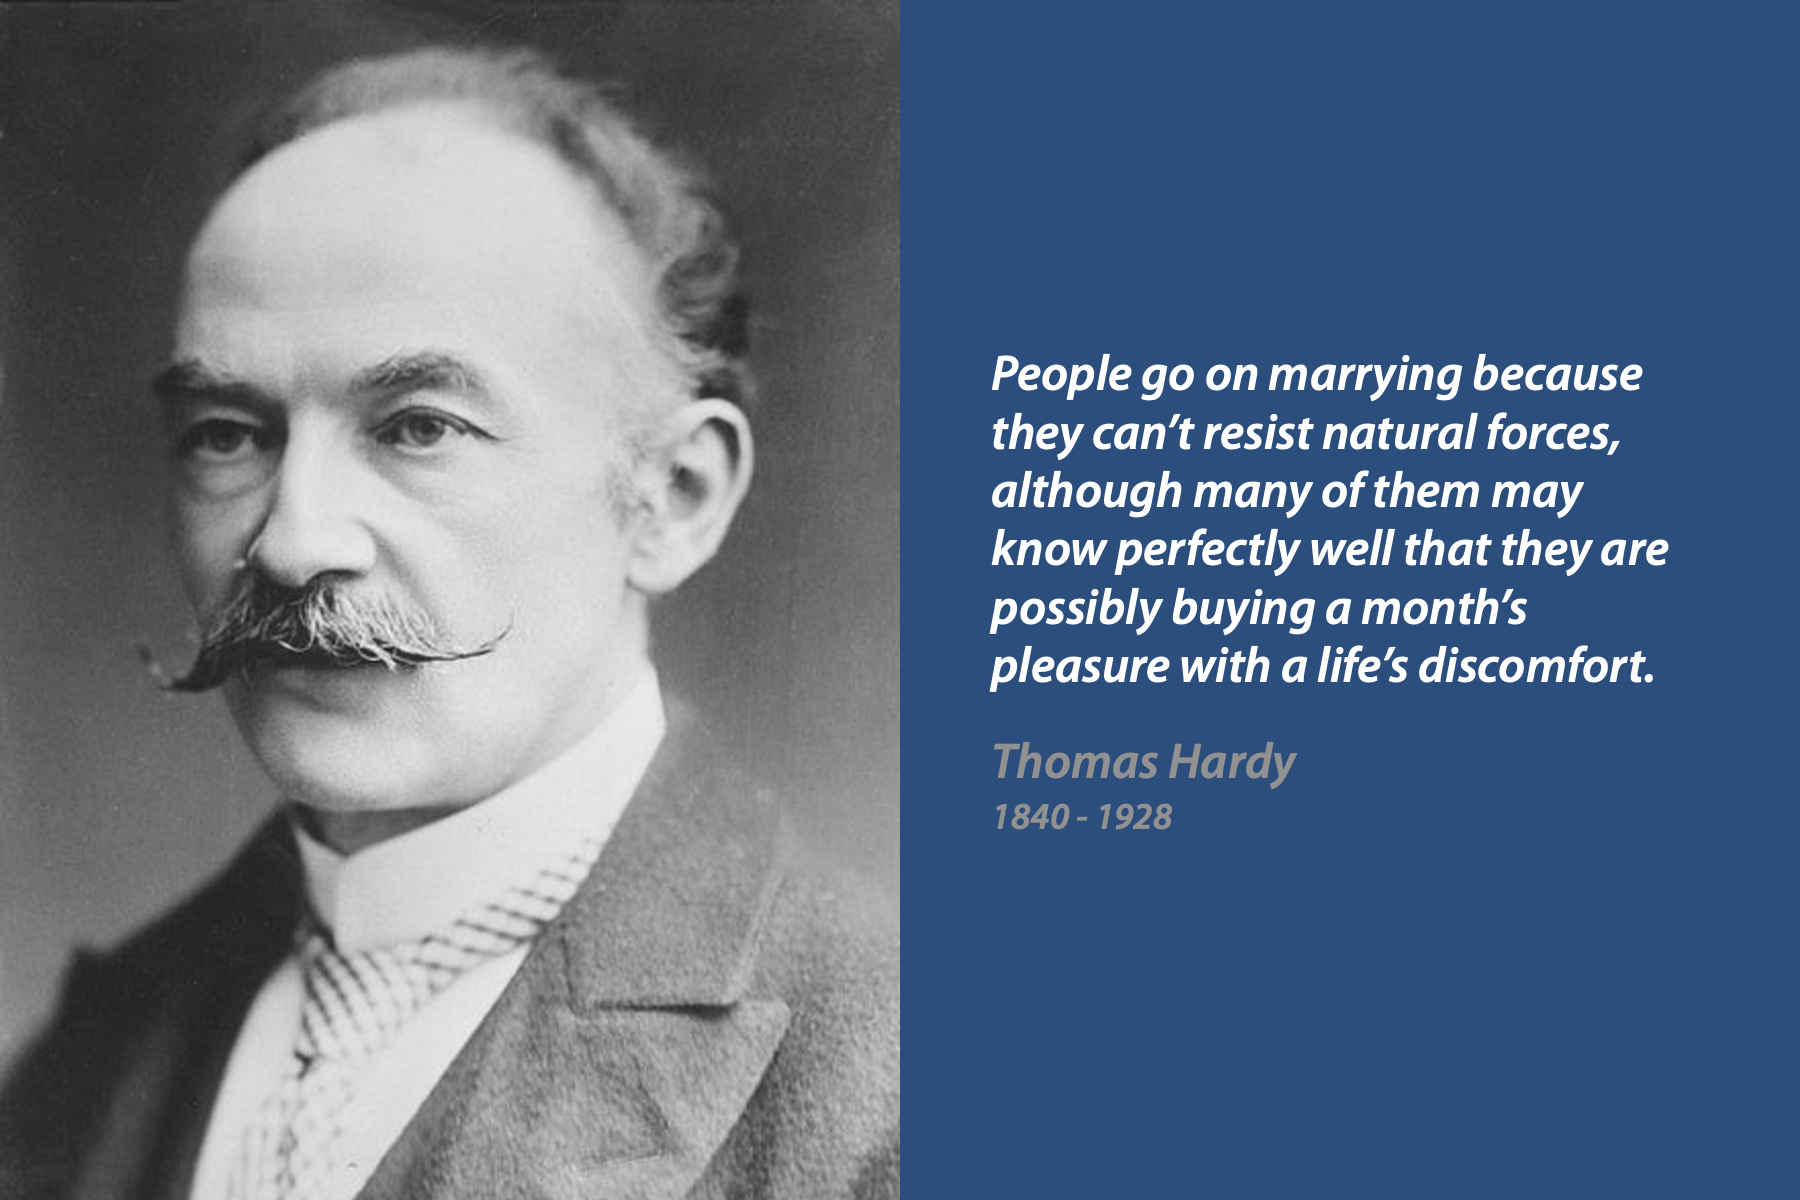 People go on marrying because
they can’t resist natural forces,
although many of them may
know perfectly well that they are
possibly buying a month’s
pleasure with a life’s discomfort.
Thomas Hardy
1840 - 1928